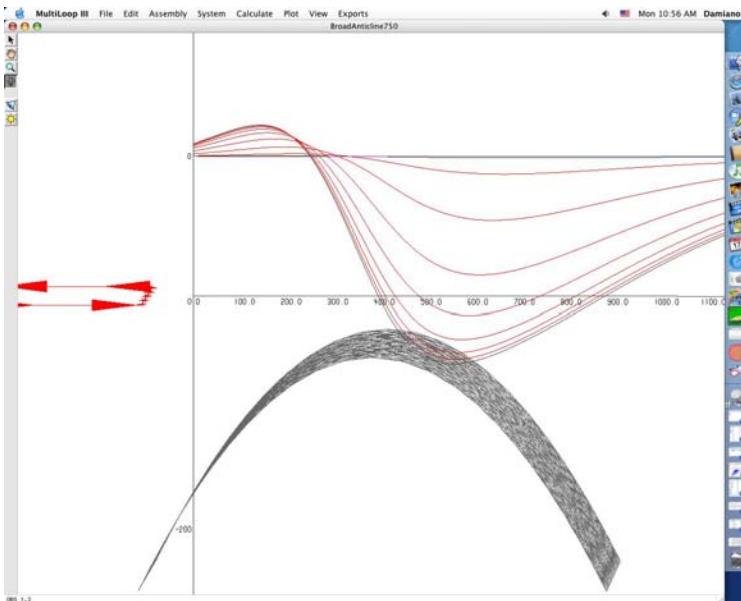 MultiLoop III File Edit Assembly System Calculate Plot View Exports Mon 10:56 AM Damiano
BroadAnticline750
0
0.0 100.0 200.0 300.0 400.0 500.0 600.0 700.0 800.0 900.0 1000.0 1100.0
-200